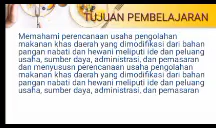 TUJUAN PEMBELAJARAN
Memahami perencanaan usaha pengolahan
makanan khas daerah yang dimodifikasi dari bahan
pangan nabati dan hewani meliputi ide dan peluang
usaha, sumber daya, administrasi, dan pemasaran
dan menyusun perencanaan usaha pengolahan
makanan khas daerah yang dimodifikasi dari bahan
pangan nabati dan hewani meliputi ide dan peluang
usaha, sumber daya, administrasi, dan pemasaran